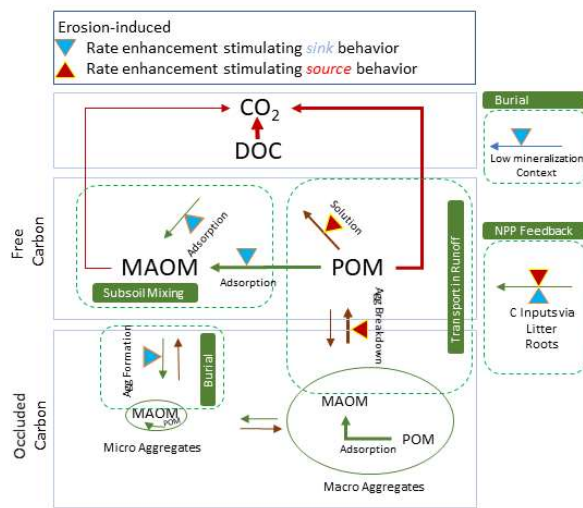 Erosion-induced
Rate enhancement stimulating sink behavior
Rate enhancement stimulating source behavior
CO2
DOC
Burial
Low mineralization
Context
Free
Carbon
Adsorption
Solution
MAOM
Adsorption
POM
Subsoil Mixing
Transport in Runoff
NPP Feedback
C Inputs via
Litter
Roots
Occluded
Carbon
Agg Formation
Burial
Agg Breakdown
MAOM
POM
Micro Aggregates
MAOM
POM
Adsorption
Macro Aggregates